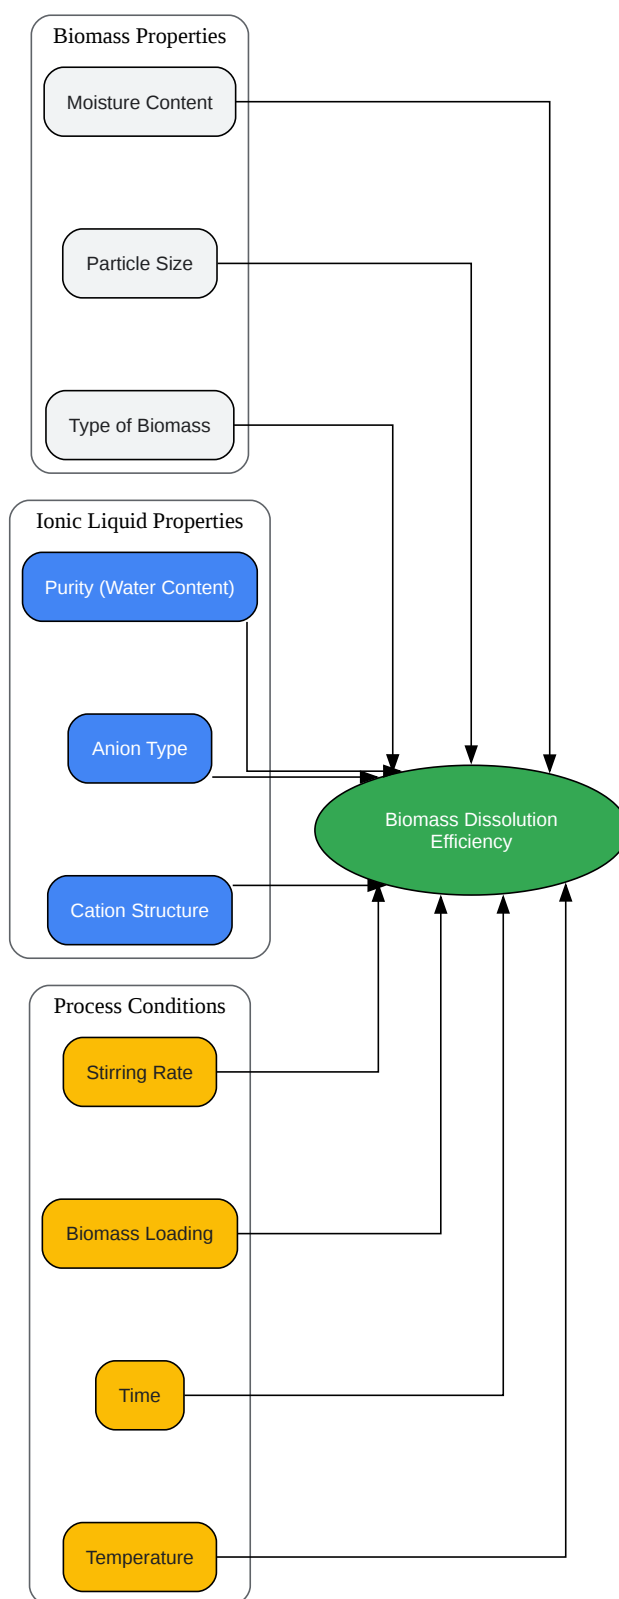 Biomass Properties
Moisture Content
Particle Size
Type of Biomass
Ionic Liquid Properties
Purity (Water Content)
Anion Type
Cation Structure
Biomass Dissolution
Efficiency
Process Conditions
Stirring Rate
Biomass Loading
Time
Temperature